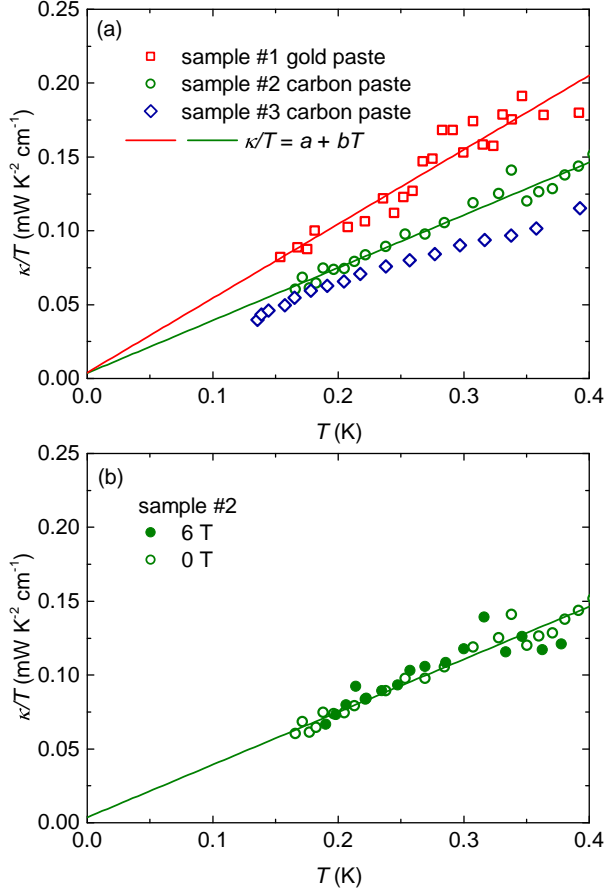 (a)
sample #1 gold paste
sample #2 carbon paste
sample #3 carbon paste
κ/T = a + bT
κ/T (mW K⁻² cm⁻¹)
0.25
0.20
0.15
0.10
0.05
0.00
0.0 0.1 0.2 0.3 0.4
T (K)
(b)
sample #2
6 T
0 T
κ/T (mW K⁻² cm⁻¹)
0.25
0.20
0.15
0.10
0.05
0.00
0.0 0.1 0.2 0.3 0.4
T (K)